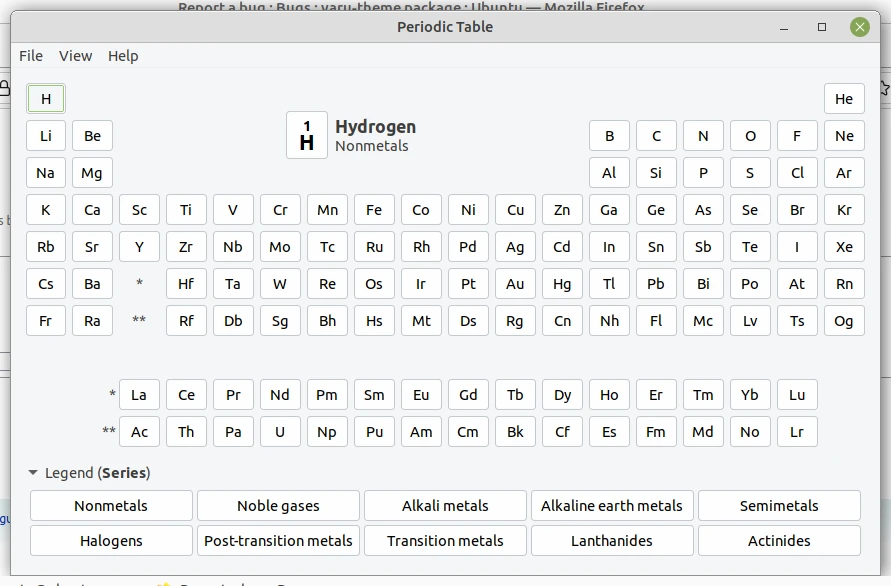 Report a bug : Bugs : yaru-theme package : Ubuntu — Mozilla Firefox
Periodic Table
File View Help
H He
1
H
Hydrogen
Nonmetals
Li Be B C N O F Ne
Na Mg Al Si P S Cl Ar
K Ca Sc Ti V Cr Mn Fe Co Ni Cu Zn Ga Ge As Se Br Kr
Rb Sr Y Zr Nb Mo Tc Ru Rh Pd Ag Cd In Sn Sb Te I Xe
Cs Ba * Hf Ta W Re Os Ir Pt Au Hg Tl Pb Bi Po At Rn
Fr Ra ** Rf Db Sg Bh Hs Mt Ds Rg Cn Nh Fl Mc Lv Ts Og
* La Ce Pr Nd Pm Sm Eu Gd Tb Dy Ho Er Tm Yb Lu
** Ac Th Pa U Np Pu Am Cm Bk Cf Es Fm Md No Lr
Legend (Series)
Nonmetals Noble gases Alkali metals Alkaline earth metals Semimetals
Halogens Post-transition metals Transition metals Lanthanides Actinides